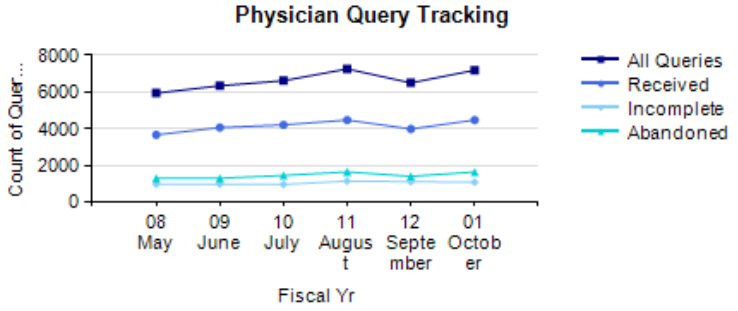 Physician Query Tracking
Count of Quer...
8000
6000
4000
2000
0
08 09 10 11 12 01
May June July Augus Septe Octob
t mber er
Fiscal Yr
All Queries
Received
Incomplete
Abandoned